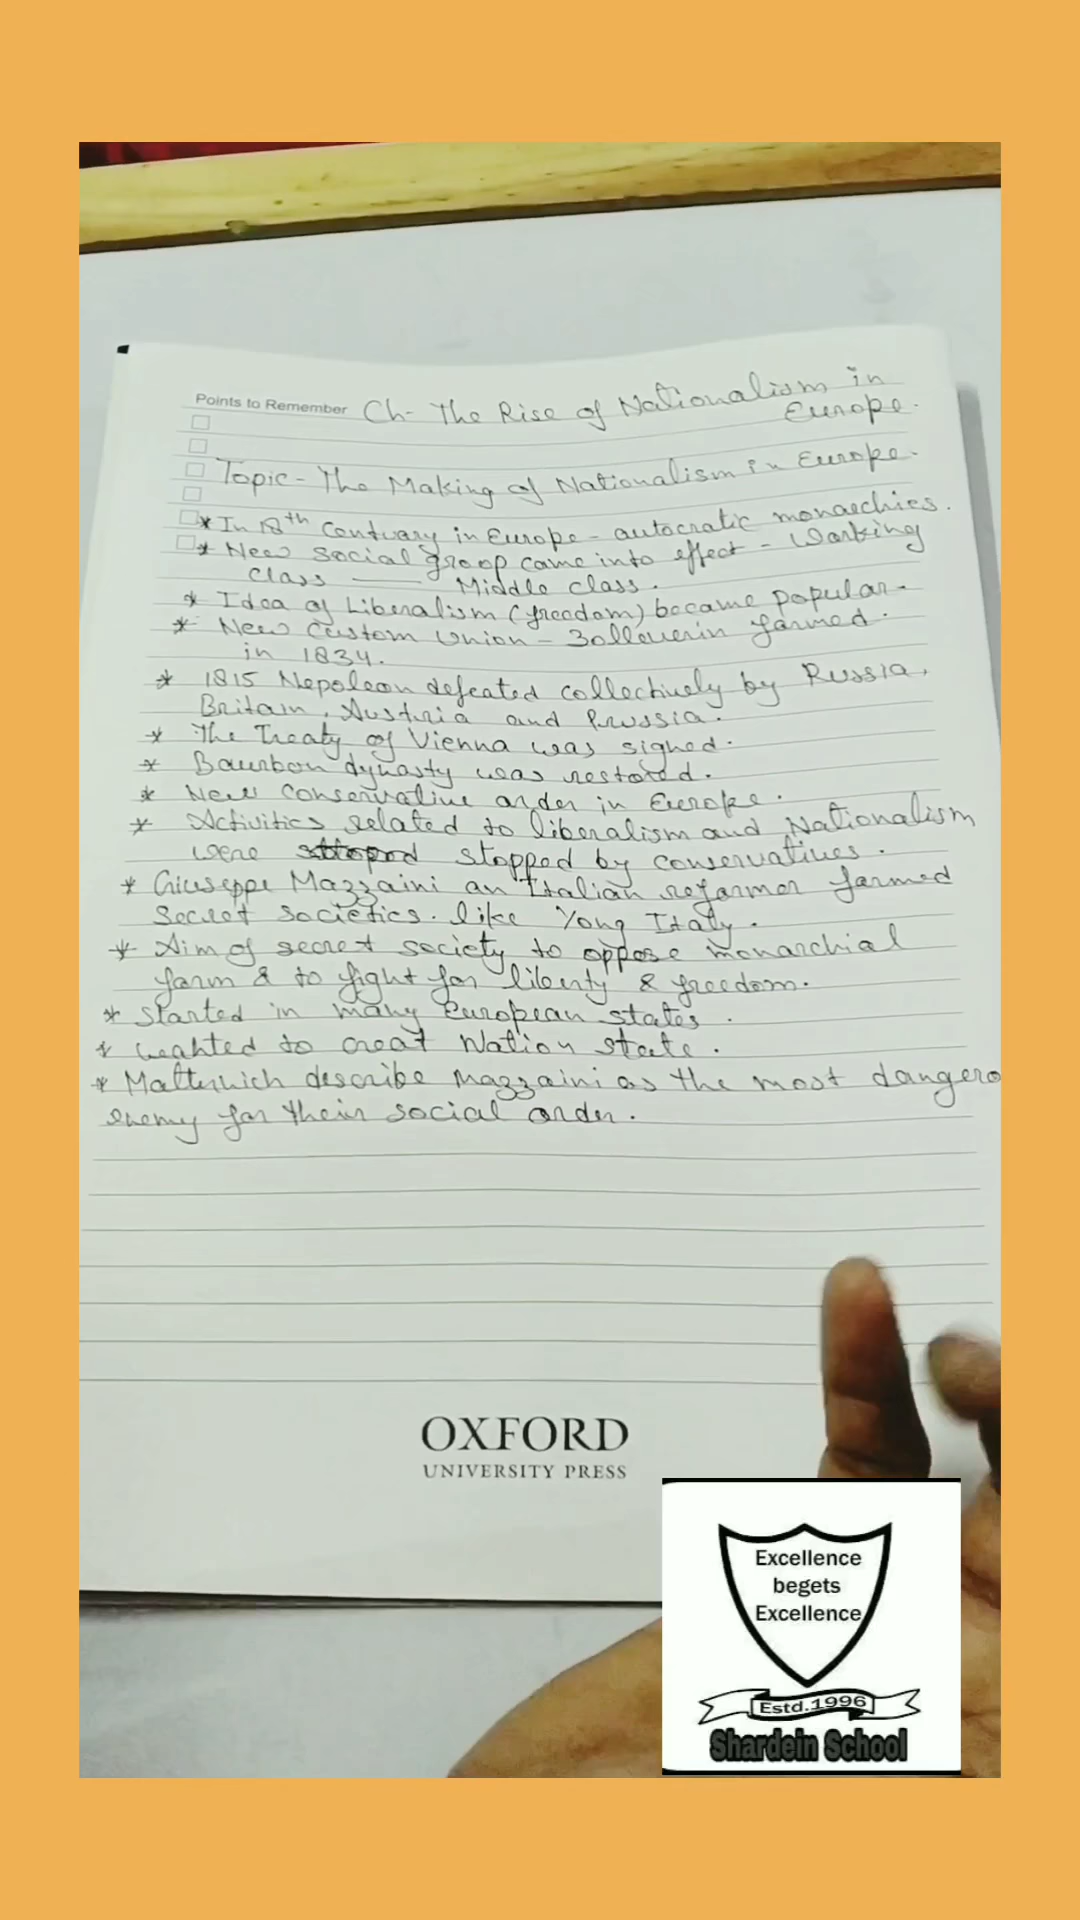 Points to Remember Ch- The Rise of Nationalism in
Europe.
Topic - The Making of Nationalism in Europe.
* In 18th Centuary in Europe - autocratic monarchies.
* New social groop came into effect - Working
class —— Middle class.
* Idea of Liberalism (freedom) became popular.
* New Custom Union - Zolleverin formed
in 1834.
* 1815 Nepoleon defeated collectively by Russia,
Britain, Austria and Prussia.
* The Treaty of Vienna was signed.
* Bourbon dynasty was restored.
* New conservative order in Europe.
* Activities related to liberalism and Nationalism
were stopped by conservatives.
* Giuseppe Mazzaini an Italian reformer formed
secret societies. like Yong Italy.
* Aim of secret society to oppose monarchial
form & to fight for liberty & freedom.
* Started in many European states.
* wanted to creat Nation state.
* Matterwich describe Mazzaini as the most dangero
enemy for their social order.
OXFORD
UNIVERSITY PRESS
Excellence
begets
Excellence
Estd.1996
Shardein School